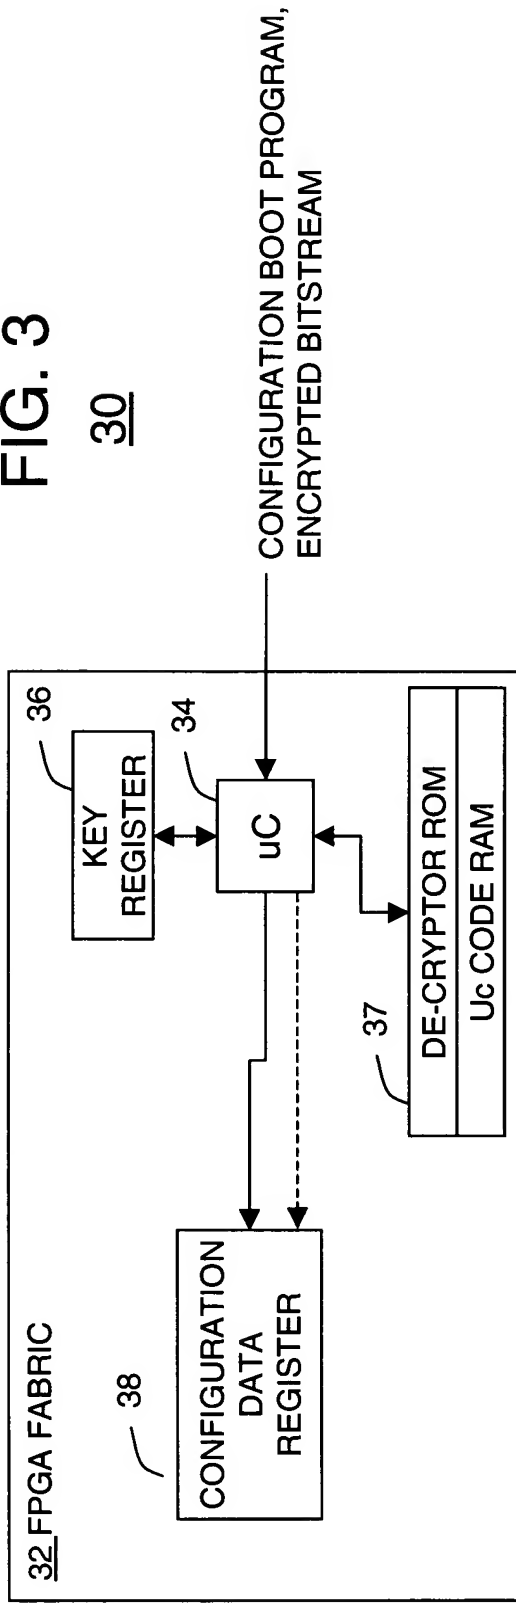 FIG. 3
30
32 FPGA FABRIC
38
CONFIGURATION
DATA
REGISTER
36
KEY
REGISTER
34
uC
37
DE-CRYPTOR ROM
Uc CODE RAM
CONFIGURATION BOOT PROGRAM,
ENCRYPTED BITSTREAM